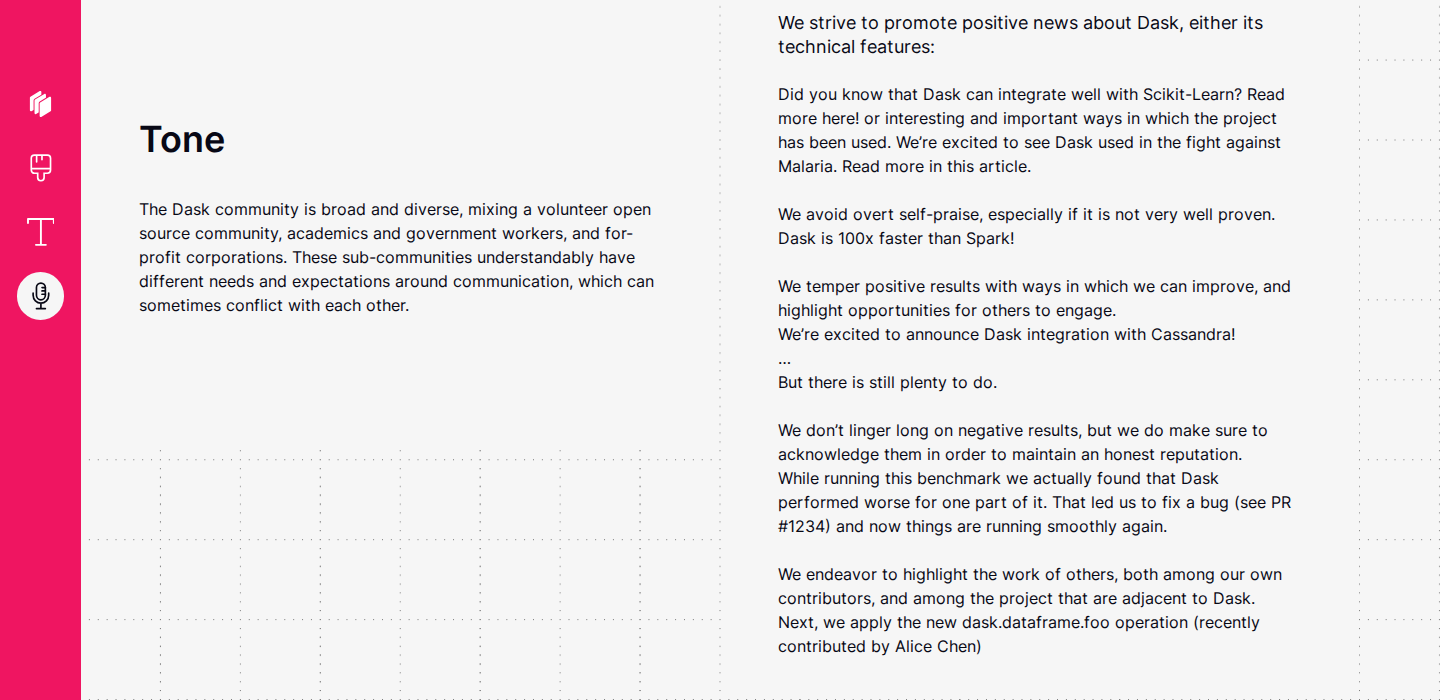 Tone
The Dask community is broad and diverse, mixing a volunteer open
source community, academics and government workers, and for-
profit corporations. These sub-communities understandably have
different needs and expectations around communication, which can
sometimes conflict with each other.
We strive to promote positive news about Dask, either its
technical features:
Did you know that Dask can integrate well with Scikit-Learn? Read
more here! or interesting and important ways in which the project
has been used. We’re excited to see Dask used in the fight against
Malaria. Read more in this article.
We avoid overt self-praise, especially if it is not very well proven.
Dask is 100x faster than Spark!
We temper positive results with ways in which we can improve, and
highlight opportunities for others to engage.
We’re excited to announce Dask integration with Cassandra!
...
But there is still plenty to do.
We don’t linger long on negative results, but we do make sure to
acknowledge them in order to maintain an honest reputation.
While running this benchmark we actually found that Dask
performed worse for one part of it. That led us to fix a bug (see PR
#1234) and now things are running smoothly again.
We endeavor to highlight the work of others, both among our own
contributors, and among the project that are adjacent to Dask.
Next, we apply the new dask.dataframe.foo operation (recently
contributed by Alice Chen)